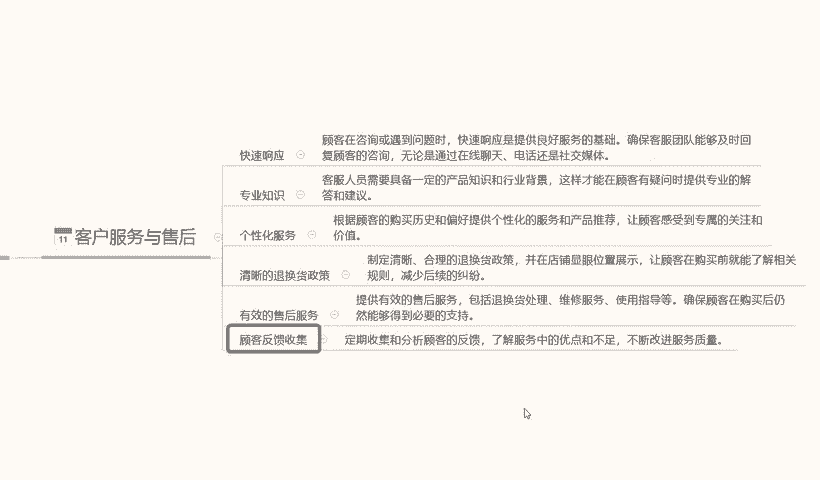 顾客在咨询或遇到问题时，快速响应是提供良好服务的基础。确保客服团队能够及时回
快速响应
复顾客的咨询，无论是通过在线聊天、电话还是社交媒体。
客服人员需要具备一定的产品知识和行业背景，这样才能在顾客有疑问时提供专业的解
专业知识
答和建议。
根据顾客的购买历史和偏好提供个性化的服务和产品推荐，让顾客感受到专属的关注和
个性化服务
价值。
11 客户服务与售后
制定清晰、合理的退换货政策，并在店铺显眼位置展示，让顾客在购买前就能了解相关
清晰的退换货政策
规则，减少后续的纠纷。
提供有效的售后服务，包括退换货处理、维修服务、使用指导等。确保顾客在购买后仍
有效的售后服务
然能够得到必要的支持。
顾客反馈收集
定期收集和分析顾客的反馈，了解服务中的优点和不足，不断改进服务质量。